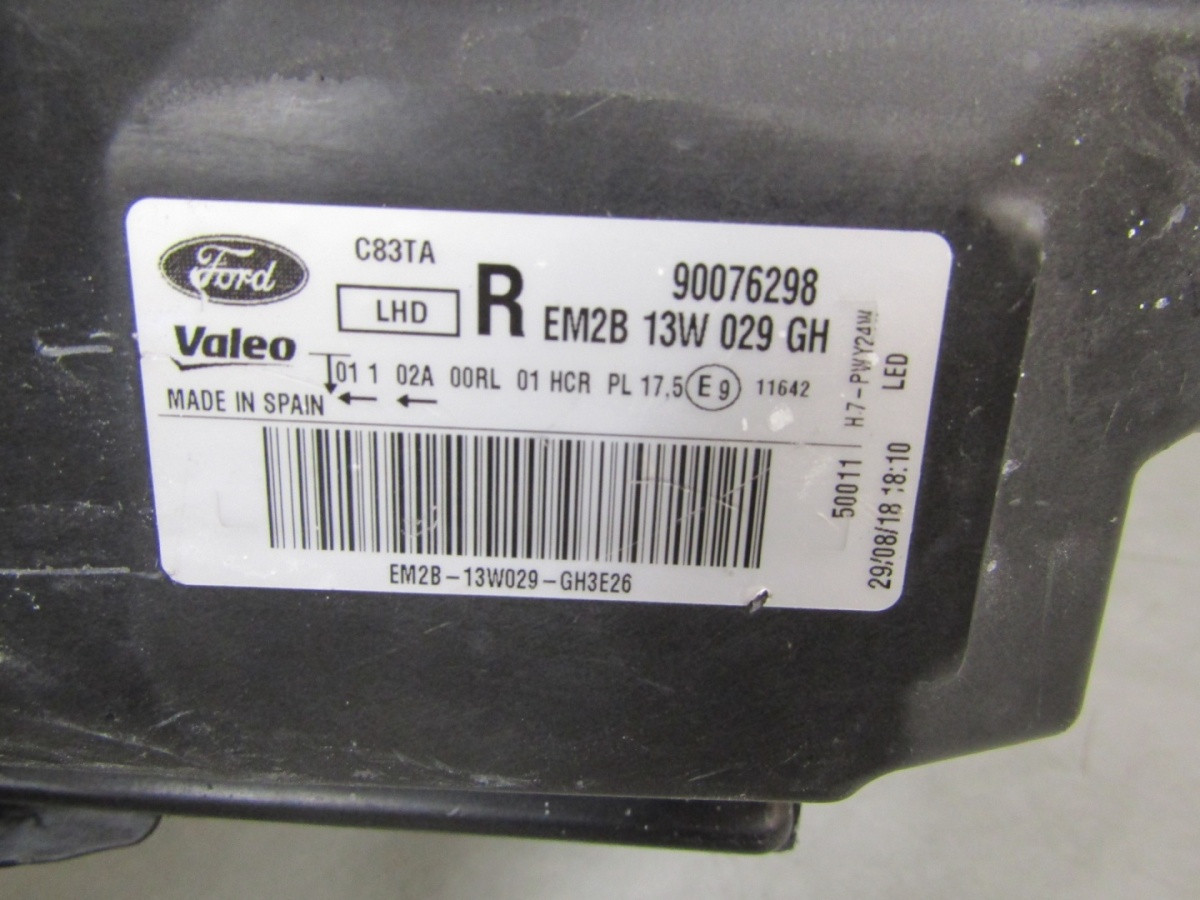 Ford
C83TA
Valeo
LHD
R
90076298
EM2B 13W 029 GH
01 1 02A 00RL 01 HCR PL 17,5 E9 11642
MADE IN SPAIN
EM2B-13W029-GH3E26
50011 H7-PWY24W
29/08/18 18:10 LED